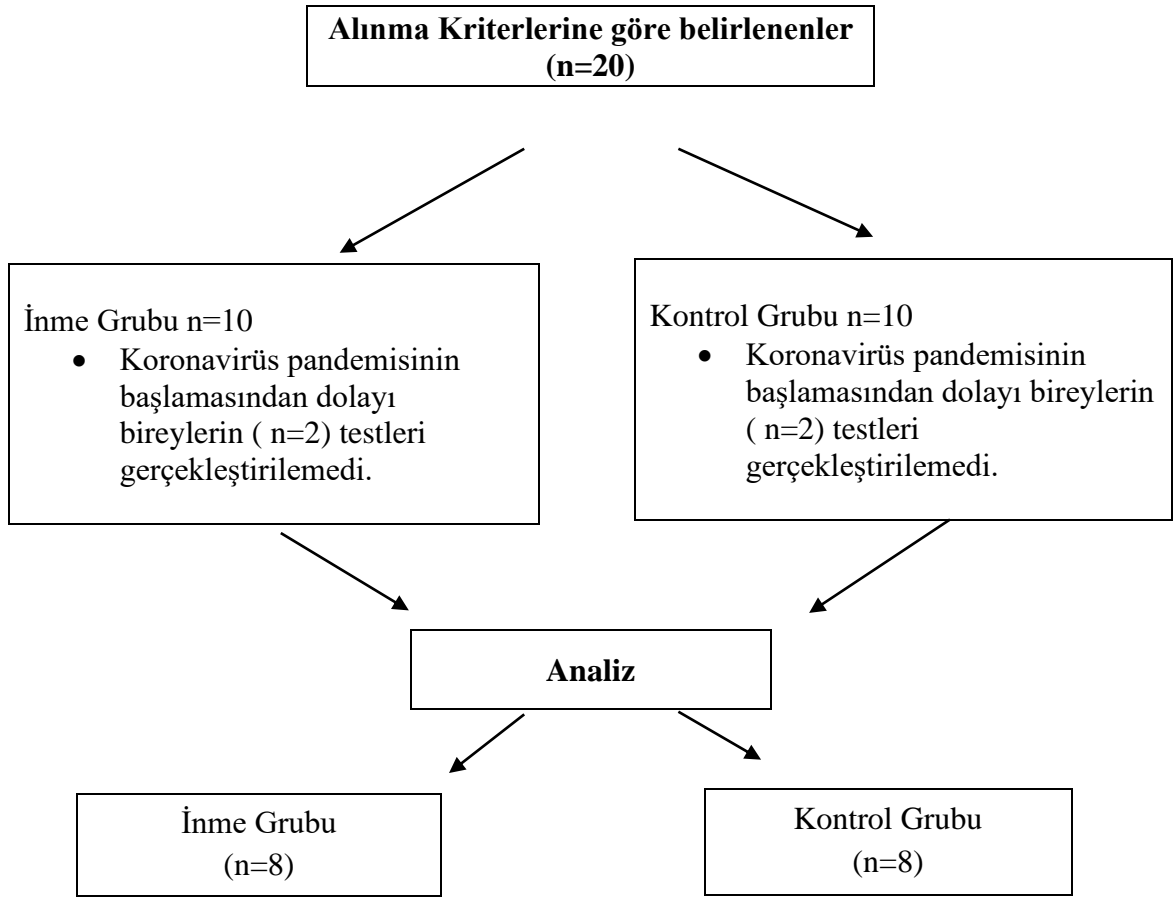 Alınma Kriterlerine göre belirlenenler
(n=20)
İnme Grubu n=10
• Koronavirüs pandemisinin
başlamasından dolayı
bireylerin ( n=2) testleri
gerçekleştirilemedi.
Kontrol Grubu n=10
• Koronavirüs pandemisinin
başlamasından dolayı bireylerin
( n=2) testleri
gerçekleştirilemedi.
Analiz
İnme Grubu
(n=8)
Kontrol Grubu
(n=8)